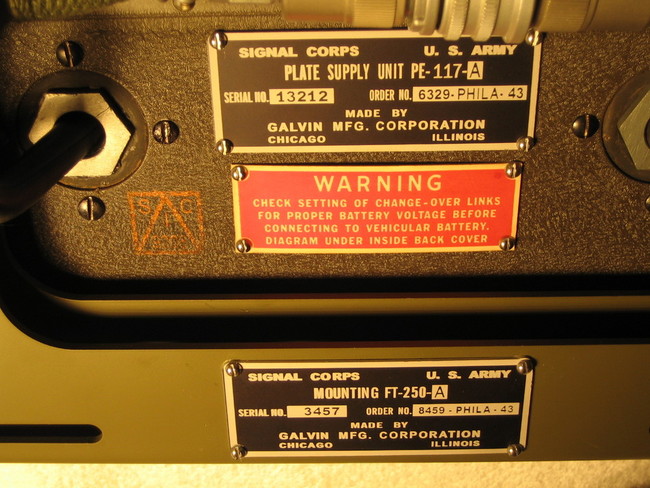 SIGNAL CORPS U. S. ARMY
PLATE SUPPLY UNIT PE-117-A
SERIAL NO. 13212 ORDER NO. 6329-PHILA-43
MADE BY
GALVIN MFG. CORPORATION
CHICAGO ILLINOIS
WARNING
CHECK SETTING OF CHANGE-OVER LINKS
FOR PROPER BATTERY VOLTAGE BEFORE
CONNECTING TO VEHICULAR BATTERY.
DIAGRAM UNDER INSIDE BACK COVER
S C
SIGNAL CORPS U. S. ARMY
MOUNTING FT-250-A
SERIAL NO. 3457 ORDER NO. 8459-PHILA-43
MADE BY
GALVIN MFG. CORPORATION
CHICAGO ILLINOIS